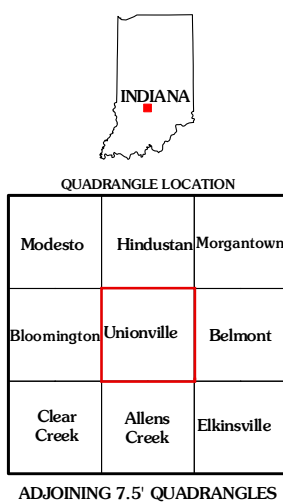 INDIANA
QUADRANGLE LOCATION
Modesto Hindustan Morgantown
Bloomington Unionville Belmont
Clear Creek Allens Creek Elkinsville
ADJOINING 7.5' QUADRANGLES